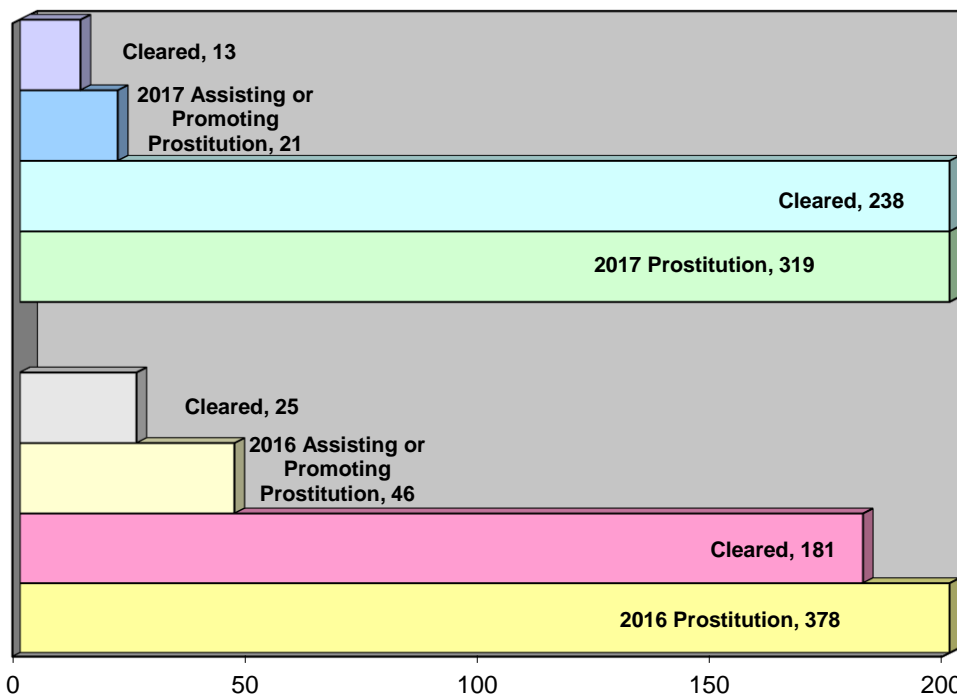 Cleared, 13
2017 Assisting or
Promoting
Prostitution, 21
Cleared, 238
2017 Prostitution, 319
Cleared, 25
2016 Assisting or
Promoting
Prostitution, 46
Cleared, 181
2016 Prostitution, 378
0 50 100 150 200